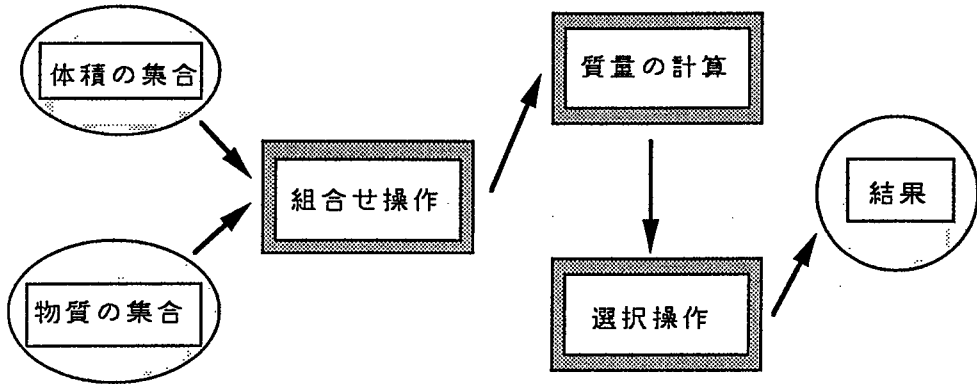 体積の集合
物質の集合
組合せ操作
質量の計算
選択操作
結果